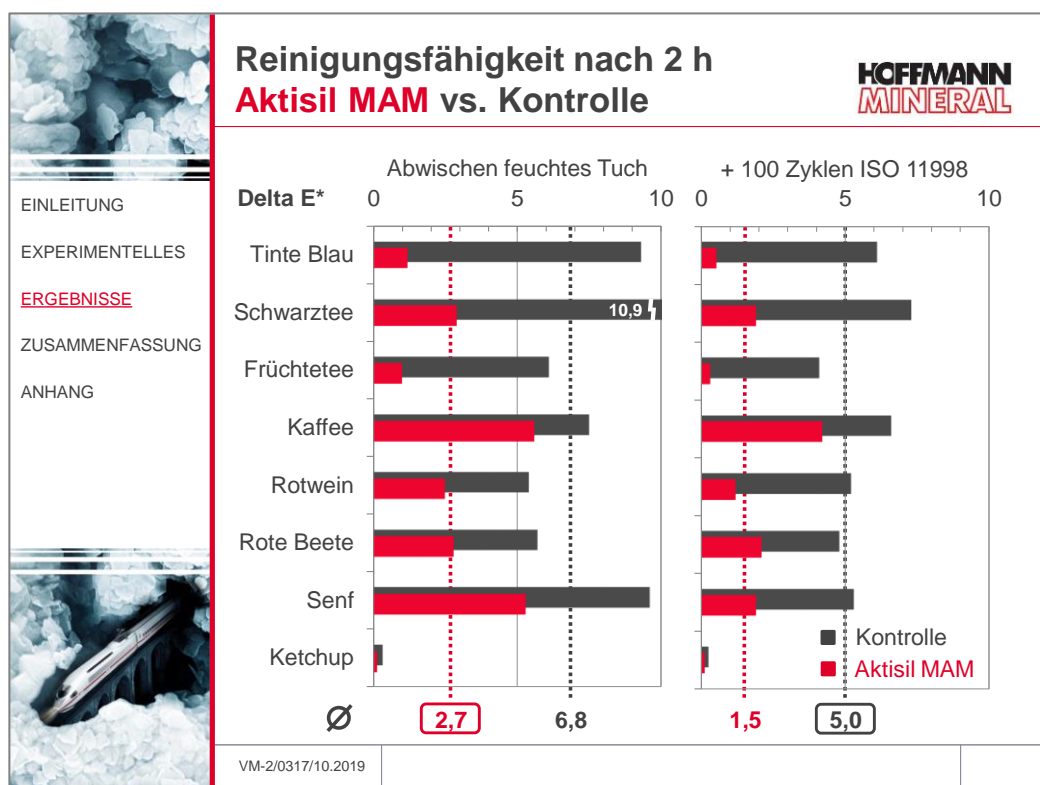 Reinigungsfähigkeit nach 2 h
Aktisil MAM vs. Kontrolle
HOFFMANN
MINERAL
EINLEITUNG
EXPERIMENTELLES
ERGEBNISSE
ZUSAMMENFASSUNG
ANHANG
Abwischen feuchtes Tuch
+ 100 Zyklen ISO 11998
Delta E*
0 5 10
0 5 10
Tinte Blau
Schwarztee
10,9
Früchtetee
Kaffee
Rotwein
Rote Beete
Senf
Ketchup
Kontrolle
Aktisil MAM
Ø 2,7 6,8 1,5 5,0
VM-2/0317/10.2019